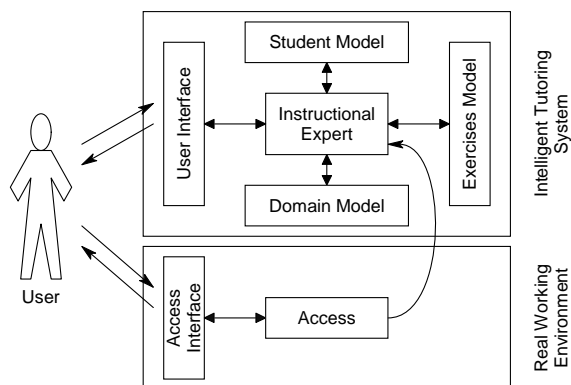 Student Model
User Interface
Instructional
Expert
Exercises Model
Domain Model
Intelligent Tutoring
System
User
Access
Interface
Access
Real Working
Environment